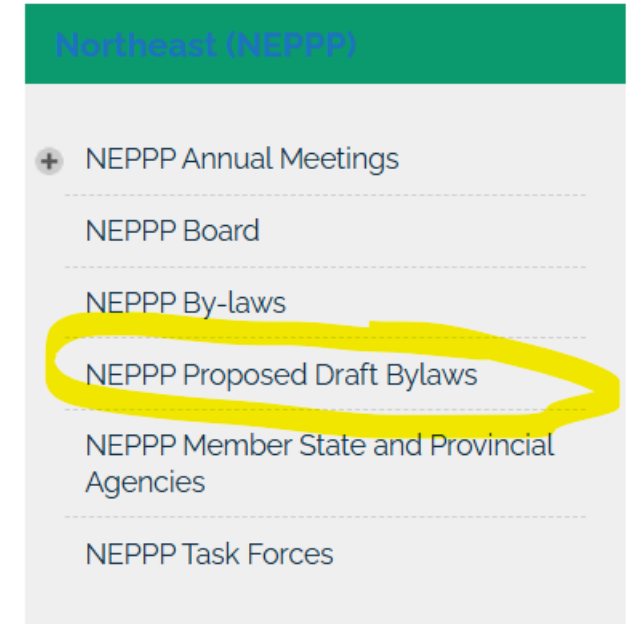 Northeast (NEPPP)
NEPPP Annual Meetings
NEPPP Board
NEPPP By-laws
NEPPP Proposed Draft Bylaws
NEPPP Member State and Provincial
Agencies
NEPPP Task Forces